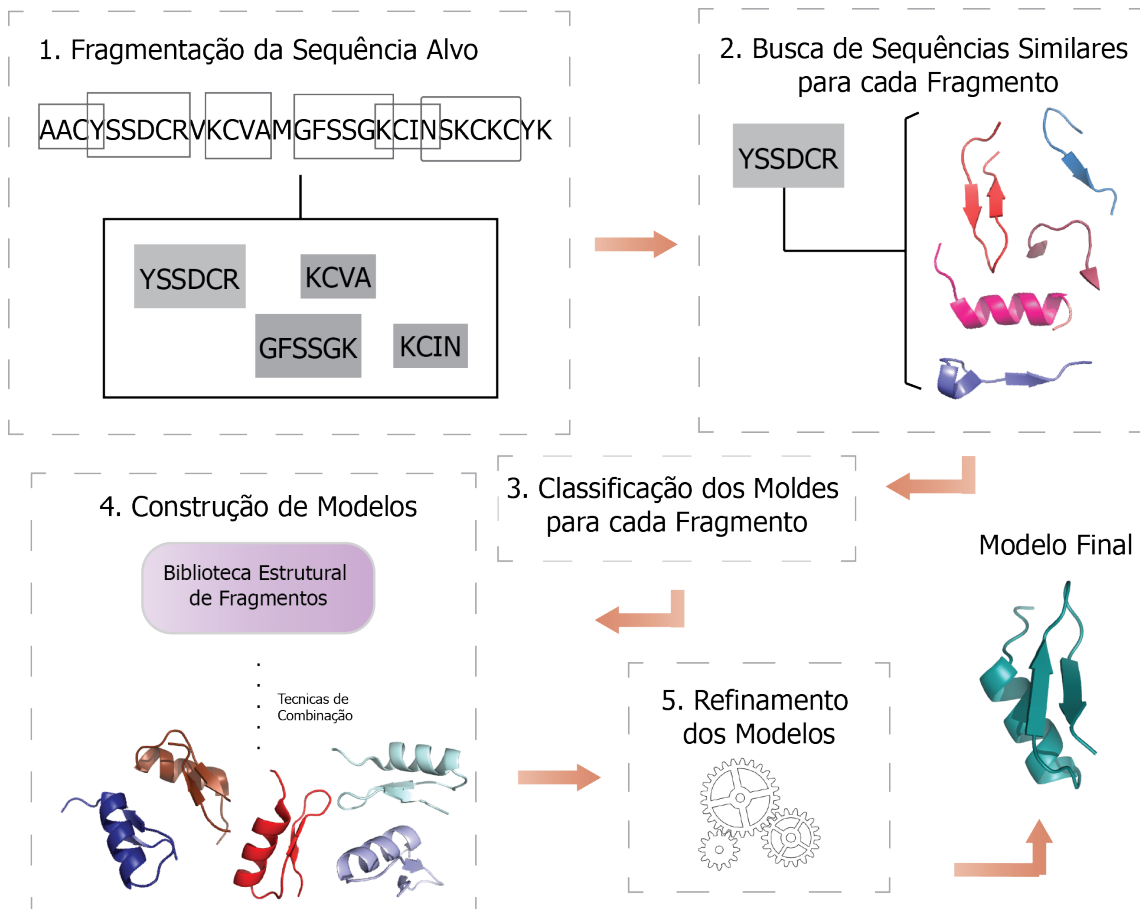 1. Fragmentação da Sequência Alvo
AACYSSDCRVKCVAMGFSSGKCINSKCKCYK
YSSDCR
KCVA
GFSSGK
KCIN
2. Busca de Sequências Similares
para cada Fragmento
YSSDCR
3. Classificação dos Moldes
para cada Fragmento
4. Construção de Modelos
Biblioteca Estrutural
de Fragmentos
Tecnicas de
Combinação
5. Refinamento
dos Modelos
Modelo Final